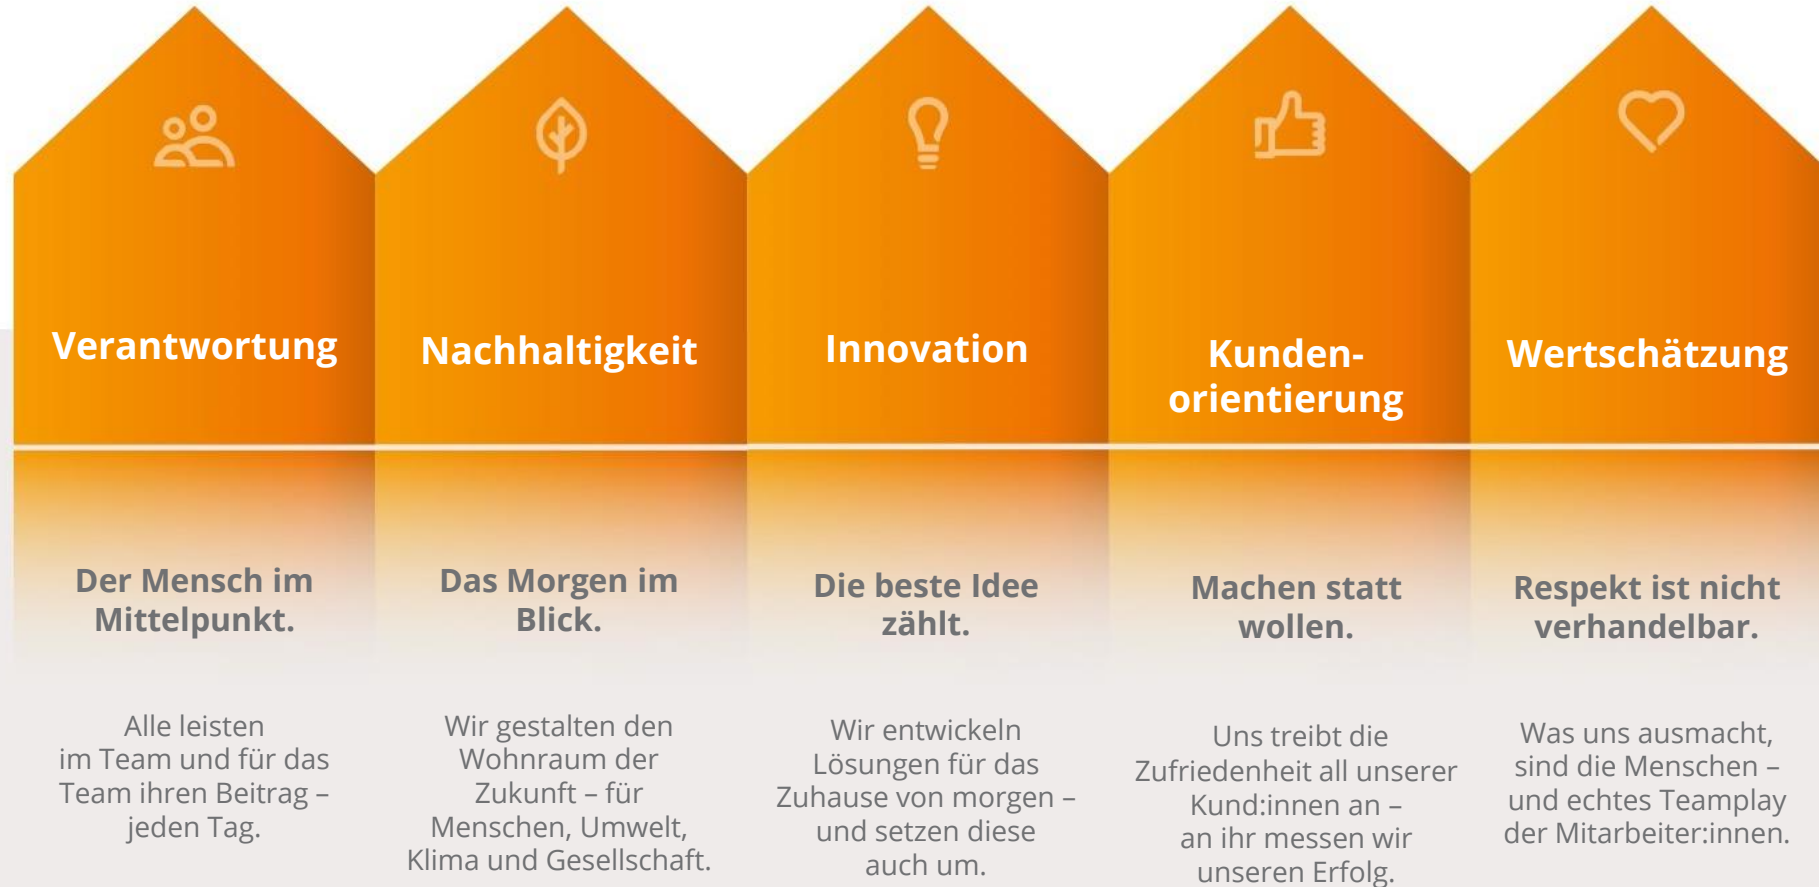 Verantwortung
Der Mensch im
Mittelpunkt.
Alle leisten
im Team und für das
Team ihren Beitrag –
jeden Tag.
Nachhaltigkeit
Das Morgen im
Blick.
Wir gestalten den
Wohnraum der
Zukunft – für
Menschen, Umwelt,
Klima und Gesellschaft.
Innovation
Die beste Idee
zählt.
Wir entwickeln
Lösungen für das
Zuhause von morgen –
und setzen diese
auch um.
Kunden-
orientierung
Machen statt
wollen.
Uns treibt die
Zufriedenheit all unserer
Kund:innen an –
an ihr messen wir
unseren Erfolg.
Wertschätzung
Respekt ist nicht
verhandelbar.
Was uns ausmacht,
sind die Menschen –
und echtes Teamplay
der Mitarbeiter:innen.